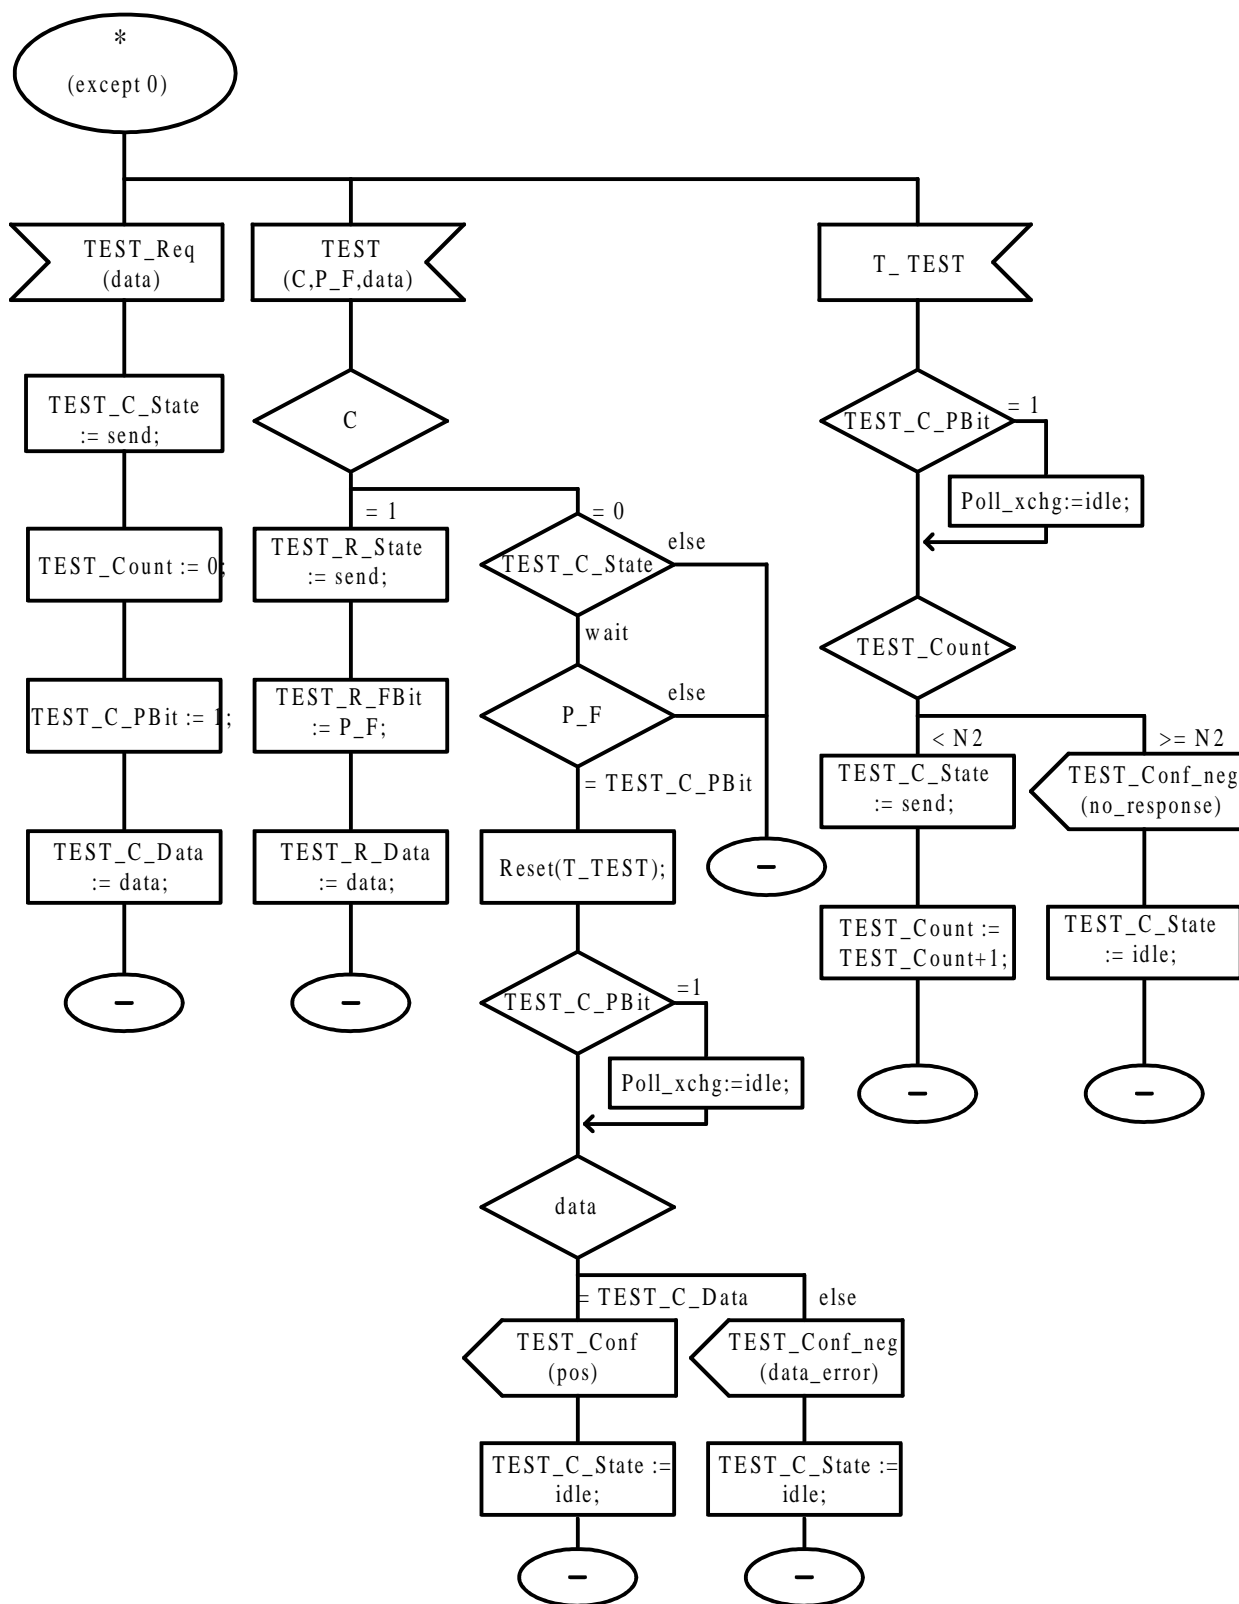 *
(except 0)
TEST_Req
(data)
TEST_C_State
:= send;
TEST_Count := 0;
TEST_C_PBit := 1;
TEST_C_Data
:= data;
–
TEST
(C,P_F,data)
C
= 1
TEST_R_State
:= send;
TEST_R_FBit
:= P_F;
TEST_R_Data
:= data;
–
= 0
TEST_C_State
else
wait
P_F
else
= TEST_C_PBit
–
Reset(T_TEST);
TEST_C_PBit
=1
Poll_xchg:=idle;
data
= TEST_C_Data
TEST_Conf
(pos)
TEST_C_State :=
idle;
–
else
TEST_Conf_neg
(data_error)
TEST_C_State :=
idle;
–
T_ TEST
TEST_C_PBit
= 1
Poll_xchg:=idle;
TEST_Count
< N2
TEST_C_State
:= send;
TEST_Count :=
TEST_Count+1;
–
>= N2
TEST_Conf_neg
(no_response)
TEST_C_State
:= idle;
–